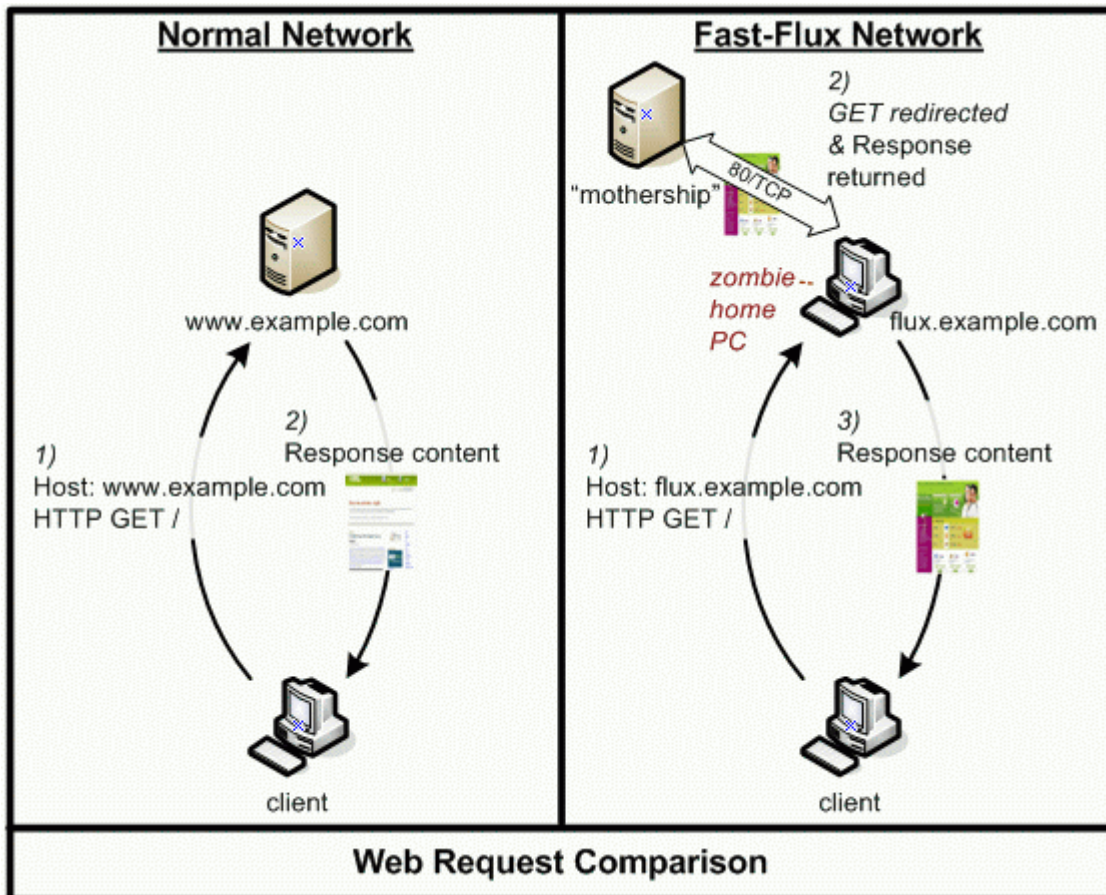 Normal Network
www.example.com
1)
Host: www.example.com
HTTP GET /
2)
Response content
client
Fast-Flux Network
"mothership"
80/TCP
2)
GET redirected
& Response
returned
zombie--
home
PC
flux.example.com
1)
Host: flux.example.com
HTTP GET /
3)
Response content
client
Web Request Comparison